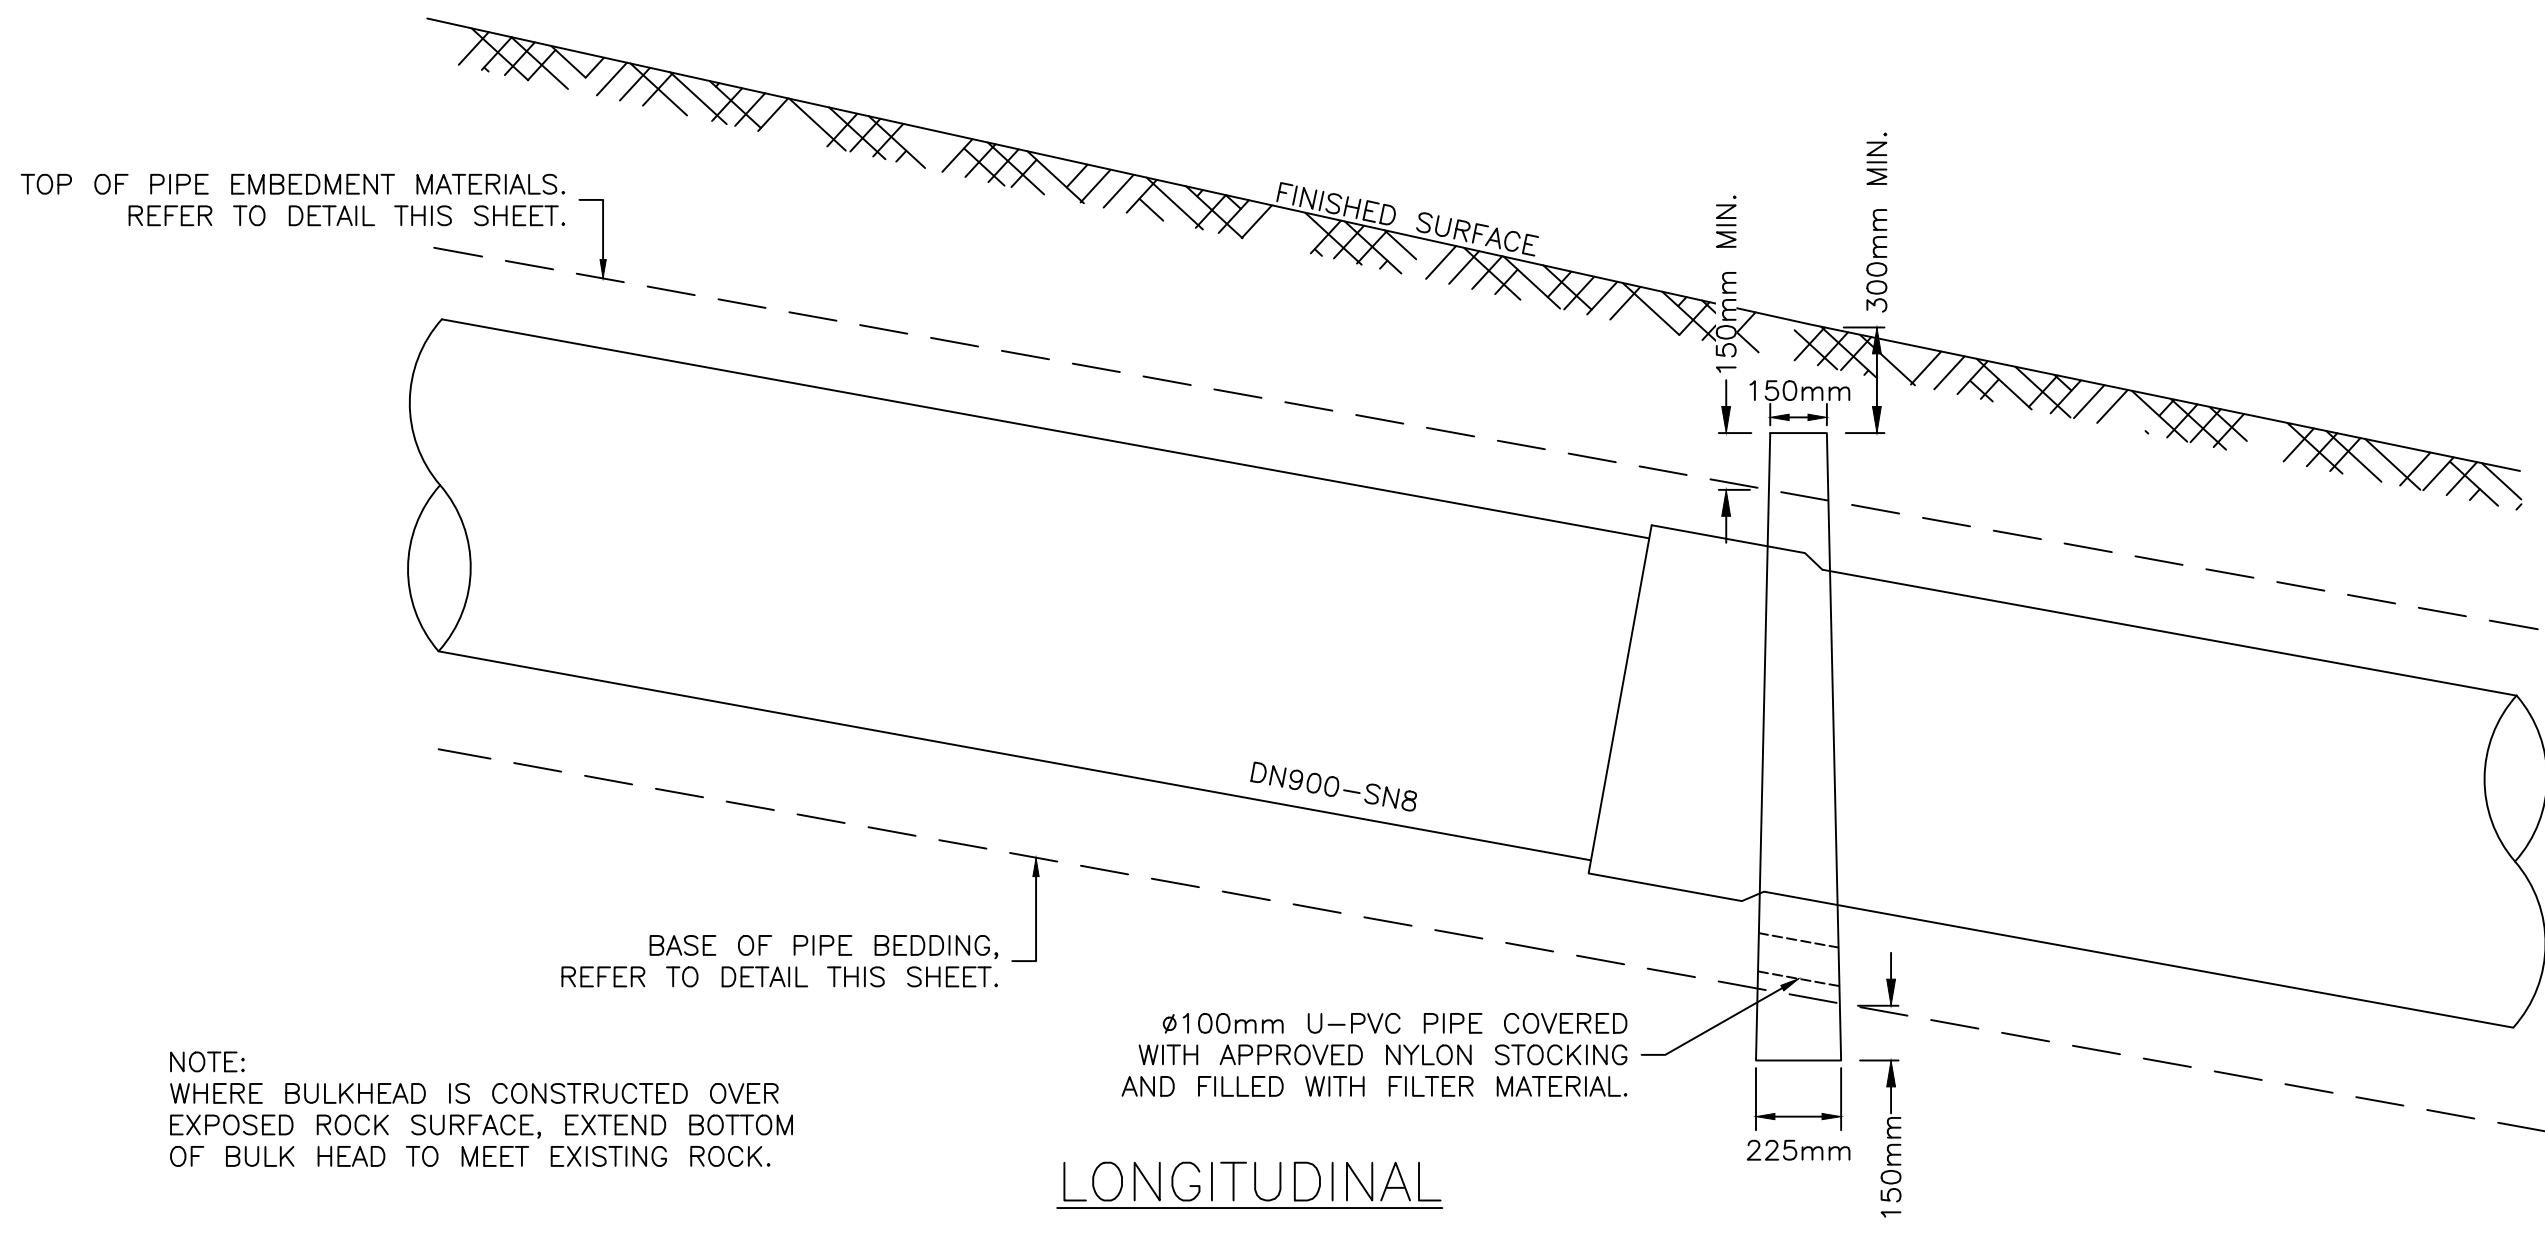 TOP OF PIPE EMBEDMENT MATERIALS.
REFER TO DETAIL THIS SHEET.
FINISHED SURFACE
150mm MIN.
300mm MIN.
150mm
DN900-SN8
BASE OF PIPE BEDDING,
REFER TO DETAIL THIS SHEET.
Ø100mm U-PVC PIPE COVERED
WITH APPROVED NYLON STOCKING
AND FILLED WITH FILTER MATERIAL.
NOTE:
WHERE BULKHEAD IS CONSTRUCTED OVER
EXPOSED ROCK SURFACE, EXTEND BOTTOM
OF BULK HEAD TO MEET EXISTING ROCK.
225mm
150mm
LONGITUDINAL